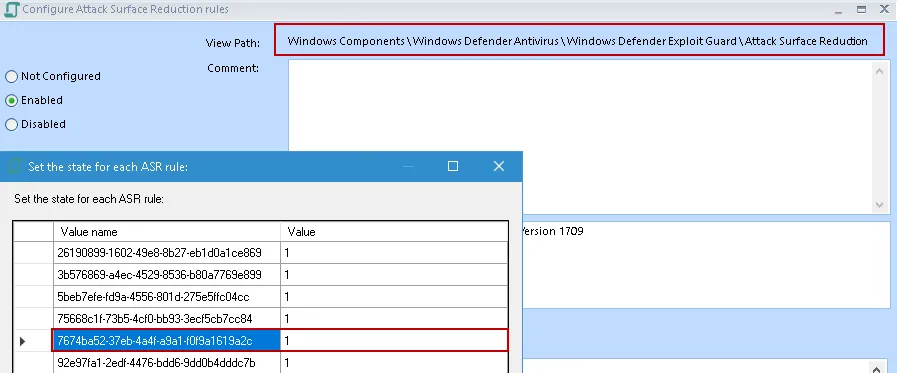 Configure Attack Surface Reduction rules
View Path: Windows Components\Windows Defender Antivirus\Windows Defender Exploit Guard\Attack Surface Reduction
Comment:
Not Configured
Enabled
Disabled
Set the state for each ASR rule:
Set the state for each ASR rule:
Value name Value
26190899-1602-49e8-8b27-eb1d0a1ce869 1
3b576869-a4ec-4529-8536-b80a7769e899 1
5beb7efe-fd9a-4556-801d-275e5ffc04cc 1
75668c1f-73b5-4cf0-bb93-3ecf5cb7cc84 1
7674ba52-37eb-4a4f-a9a1-f0f9a1619a2c 1
92e97fa1-2edf-4476-bdd6-9dd0b4dddc7b 1
Version 1709